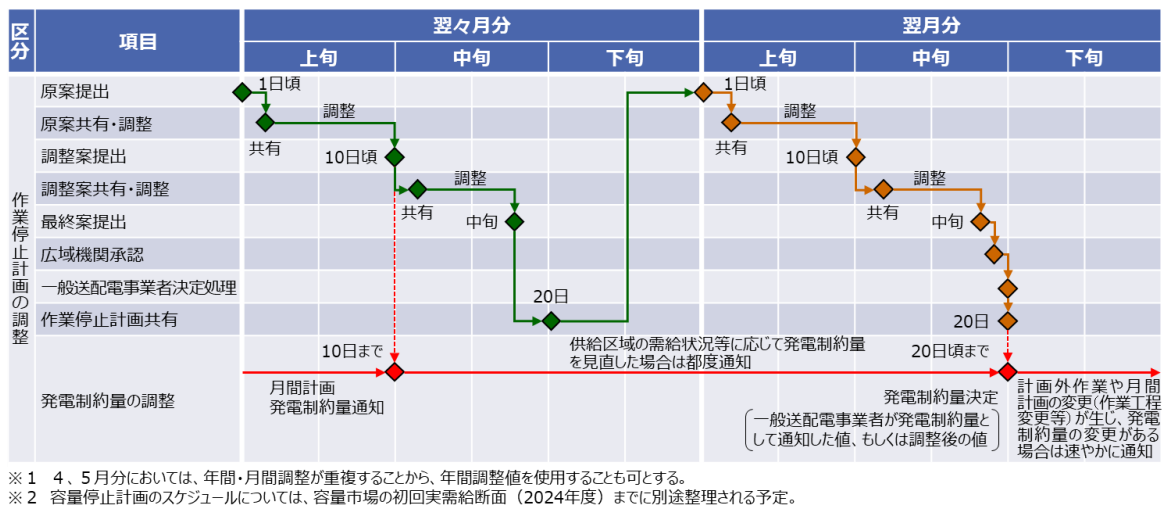 区分
項目
翌々月分
翌月分
上旬
中旬
下旬
上旬
中旬
下旬
作業停止計画の調整
原案提出
1日頃
1日頃
原案共有・調整
調整
共有
調整
共有
調整案提出
10日頃
10日頃
調整案共有・調整
調整
共有
調整
共有
最終案提出
中旬
中旬
広域機関承認
一般送配電事業者決定処理
作業停止計画共有
20日
20日
発電制約量の調整
10日まで
月間計画
発電制約量通知
供給区域の需給状況等に応じて発電制約量
を見直した場合は都度通知
20日頃まで
発電制約量決定
一般送配電事業者が発電制約量と
して通知した値、もしくは調整後の値
計画外作業や月間
計画の変更(作業工程
変更等)が生じ、発電
制約量の変更がある
場合は速やかに通知
※1 4、5月分においては、年間・月間調整が重複することから、年間調整値を使用することも可とする。
※2 容量停止計画のスケジュールについては、容量市場の初回実需給断面(2024年度)までに別途整理される予定。